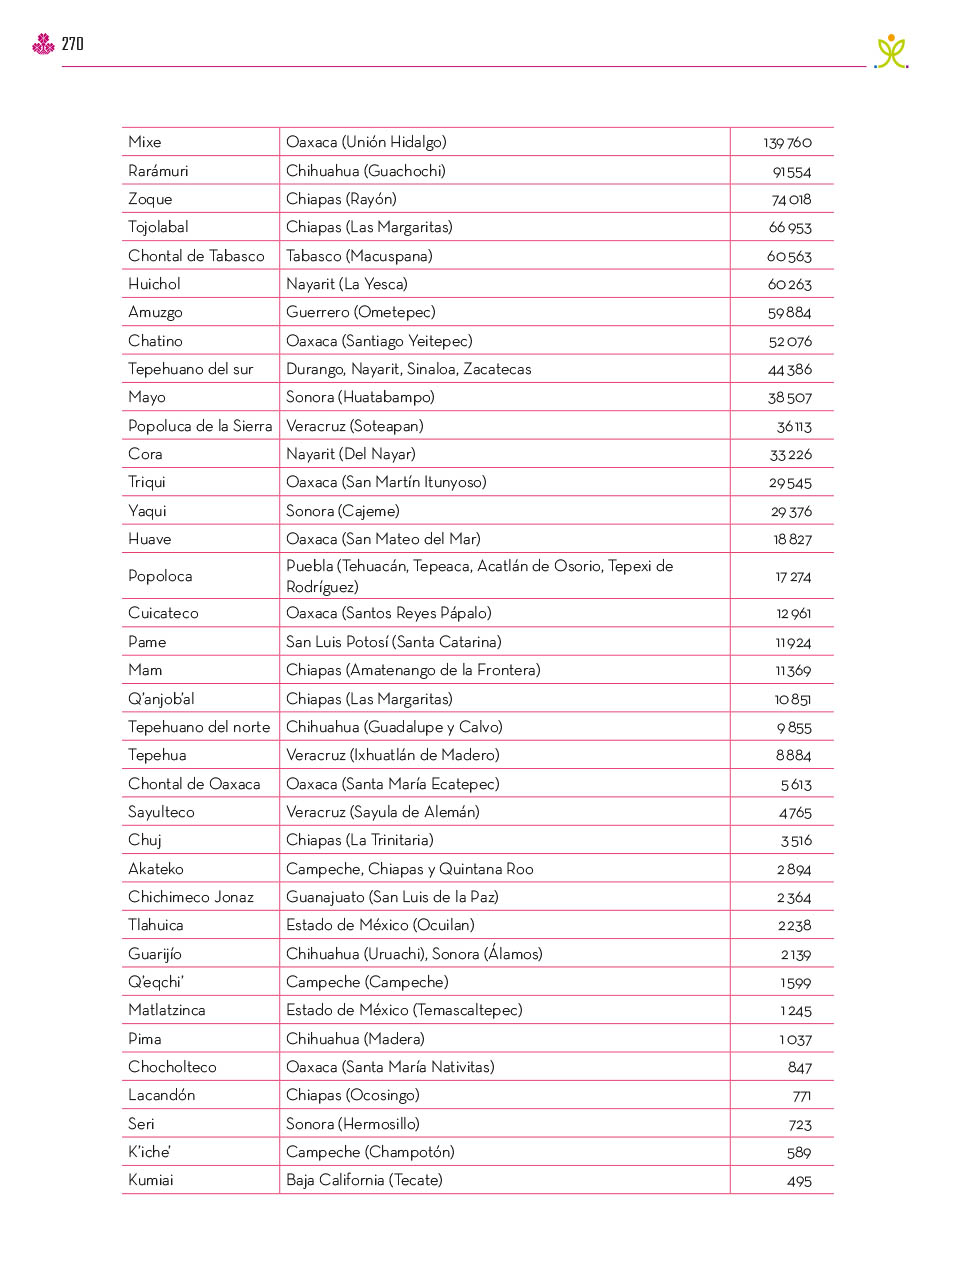 270
Mixe Oaxaca (Unión Hidalgo) 139 760
Rarámuri Chihuahua (Guachochi) 91 554
Zoque Chiapas (Rayón) 74 018
Tojolabal Chiapas (Las Margaritas) 66 953
Chontal de Tabasco Tabasco (Macuspana) 60 563
Huichol Nayarit (La Yesca) 60 263
Amuzgo Guerrero (Ometepec) 59 884
Chatino Oaxaca (Santiago Yeitepec) 52 076
Tepehuano del sur Durango, Nayarit, Sinaloa, Zacatecas 44 386
Mayo Sonora (Huatabampo) 38 507
Popoluca de la Sierra Veracruz (Soteapan) 36 113
Cora Nayarit (Del Nayar) 33 226
Triqui Oaxaca (San Martín Itunyoso) 29 545
Yaqui Sonora (Cajeme) 29 376
Huave Oaxaca (San Mateo del Mar) 18 827
Popoloca Puebla (Tehuacán, Tepeaca, Acatlán de Osorio, Tepexi de
Rodríguez) 17 274
Cuicateco Oaxaca (Santos Reyes Pápalo) 12 961
Pame San Luis Potosí (Santa Catarina) 11 924
Mam Chiapas (Amatenango de la Frontera) 11 369
Q’anjob’al Chiapas (Las Margaritas) 10 851
Tepehuano del norte Chihuahua (Guadalupe y Calvo) 9 855
Tepehua Veracruz (Ixhuatlán de Madero) 8 884
Chontal de Oaxaca Oaxaca (Santa María Ecatepec) 5 613
Sayulteco Veracruz (Sayula de Alemán) 4 765
Chuj Chiapas (La Trinitaria) 3 516
Akateko Campeche, Chiapas y Quintana Roo 2 894
Chichimeco Jonaz Guanajuato (San Luis de la Paz) 2 364
Tlahuica Estado de México (Ocuilan) 2 238
Guarijío Chihuahua (Uruachi), Sonora (Álamos) 2 139
Q’eqchi’ Campeche (Campeche) 1 599
Matlatzinca Estado de México (Temascaltepec) 1 245
Pima Chihuahua (Madera) 1 037
Chocholteco Oaxaca (Santa María Nativitas) 847
Lacandón Chiapas (Ocosingo) 771
Seri Sonora (Hermosillo) 723
K’iche’ Campeche (Champotón) 589
Kumiai Baja California (Tecate) 495